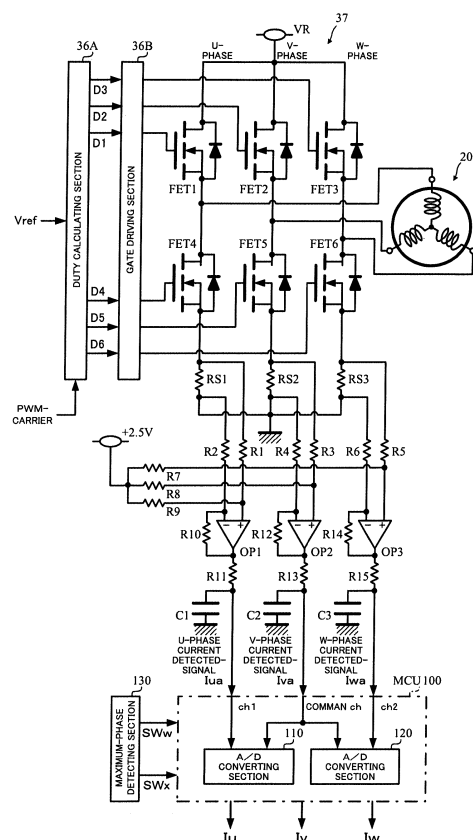 36A
36B
U-
PHASE
V-
PHASE
VR
W-
PHASE
37
D3
D2
D1
DUTY CALCULATING SECTION
GATE DRIVING SECTION
FET1
FET2
FET3
20
Vref
FET4
FET5
FET6
D4
D5
D6
PWM-
CARRIER
RS1
RS2
RS3
+2.5V
R2
R1
R4
R3
R6
R5
R7
R8
R9
R10
R12
R14
OP1
OP2
OP3
R11
R13
R15
C1
C2
C3
U-PHASE
CURRENT
DETECTED-
SIGNAL
Iua
V-PHASE
CURRENT
DETECTED-
SIGNAL
Iva
W-PHASE
CURRENT
DETECTED-
SIGNAL
Iwa
MCU100
130
MAXIMUM-PHASE
DETECTING SECTION
SWw
SWx
ch1
COMMAN ch
ch2
110
A/D
CONVERTING
SECTION
120
A/D
CONVERTING
SECTION
Iu
Iv
Iw